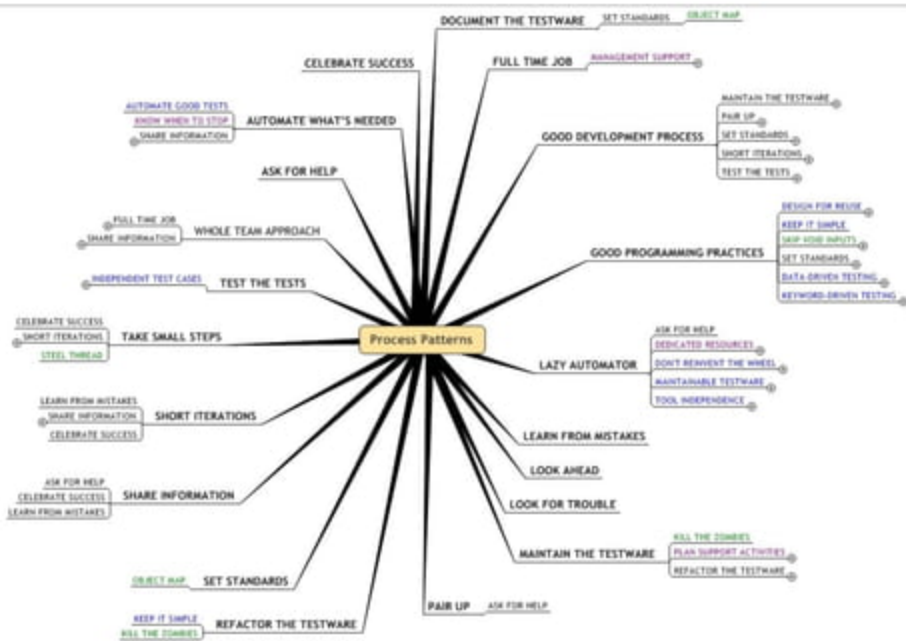 DOCUMENT THE TESTWARE
SET STANDARDS
OBJECT MAP
FULL TIME JOB
MANAGEMENT SUPPORT
GOOD DEVELOPMENT PROCESS
MAINTAIN THE TESTWARE
PAIR UP
SET STANDARDS
SHORT ITERATIONS
TEST THE TESTS
GOOD PROGRAMMING PRACTICES
DESIGN FOR REUSE
KEEP IT SIMPLE
SKIP VOID INPUTS
SET STANDARDS
DATA-DRIVEN TESTING
KEYWORD-DRIVEN TESTING
LAZY AUTOMATOR
ASK FOR HELP
DEDICATED RESOURCES
DON'T REINVENT THE WHEEL
MAINTAINABLE TESTWARE
TOOL INDEPENDENCE
LEARN FROM MISTAKES
LOOK AHEAD
LOOK FOR TROUBLE
MAINTAIN THE TESTWARE
KILL THE ZOMBIES
PLAN SUPPORT ACTIVITIES
REFACTOR THE TESTWARE
PAIR UP
ASK FOR HELP
CELEBRATE SUCCESS
AUTOMATE WHAT'S NEEDED
AUTOMATE GOOD TESTS
KNOW WHEN TO STOP
SHARE INFORMATION
ASK FOR HELP
WHOLE TEAM APPROACH
FULL TIME JOB
SHARE INFORMATION
TEST THE TESTS
INDEPENDENT TEST CASES
TAKE SMALL STEPS
CELEBRATE SUCCESS
SHORT ITERATIONS
STEEL THREAD
Process Patterns
SHORT ITERATIONS
LEARN FROM MISTAKES
SHARE INFORMATION
CELEBRATE SUCCESS
SHARE INFORMATION
ASK FOR HELP
CELEBRATE SUCCESS
LEARN FROM MISTAKES
SET STANDARDS
OBJECT MAP
REFACTOR THE TESTWARE
KEEP IT SIMPLE
KILL THE ZOMBIES